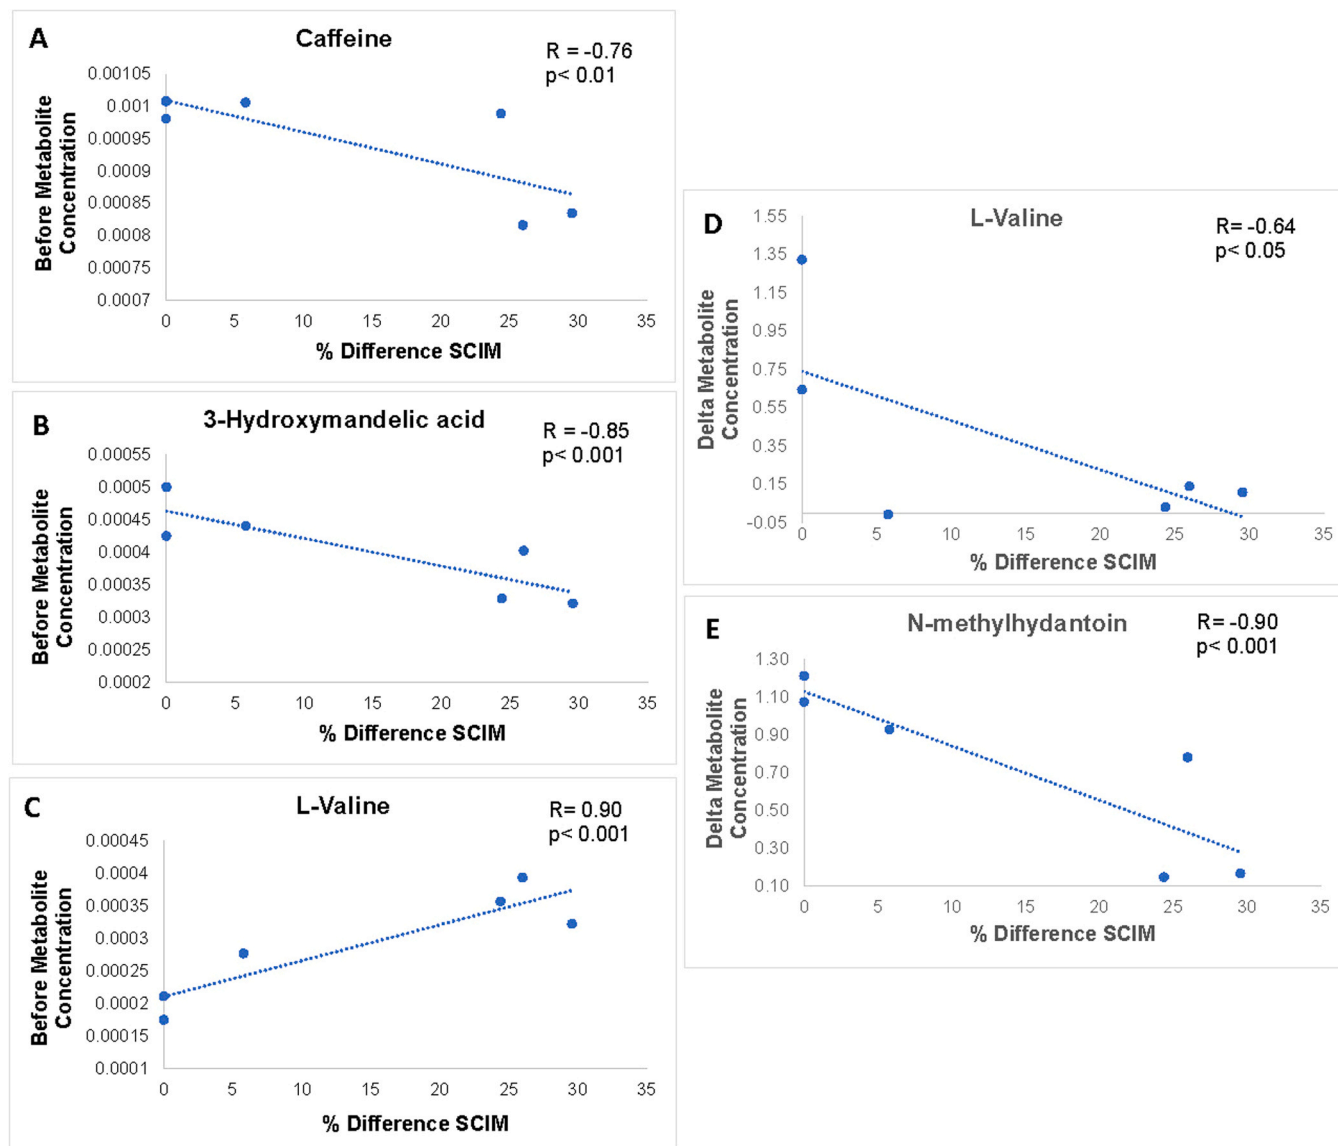 A
Caffeine
R = -0.76
p< 0.01
Before Metabolite
Concentration
0.00105
0.001
0.00095
0.0009
0.00085
0.0008
0.00075
0.0007
0 5 10 15 20 25 30 35
% Difference SCIM
B
3-Hydroxymandelic acid
R = -0.85
p< 0.001
Before Metabolite
Concentration
0.00055
0.0005
0.00045
0.0004
0.00035
0.0003
0.00025
0.0002
0 5 10 15 20 25 30 35
% Difference SCIM
C
L-Valine
R= 0.90
p< 0.001
Before Metabolite
Concentration
0.00045
0.0004
0.00035
0.0003
0.00025
0.0002
0.00015
0.0001
0 5 10 15 20 25 30 35
% Difference SCIM
D
L-Valine
R= -0.64
p< 0.05
Delta Metabolite
Concentration
1.55
1.35
1.15
0.95
0.75
0.55
0.35
0.15
-0.05
0 5 10 15 20 25 30 35
% Difference SCIM
E
N-methylhydantoin
R= -0.90
p< 0.001
Delta Metabolite
Concentration
1.30
1.10
0.90
0.70
0.50
0.30
0.10
0 5 10 15 20 25 30 35
% Difference SCIM